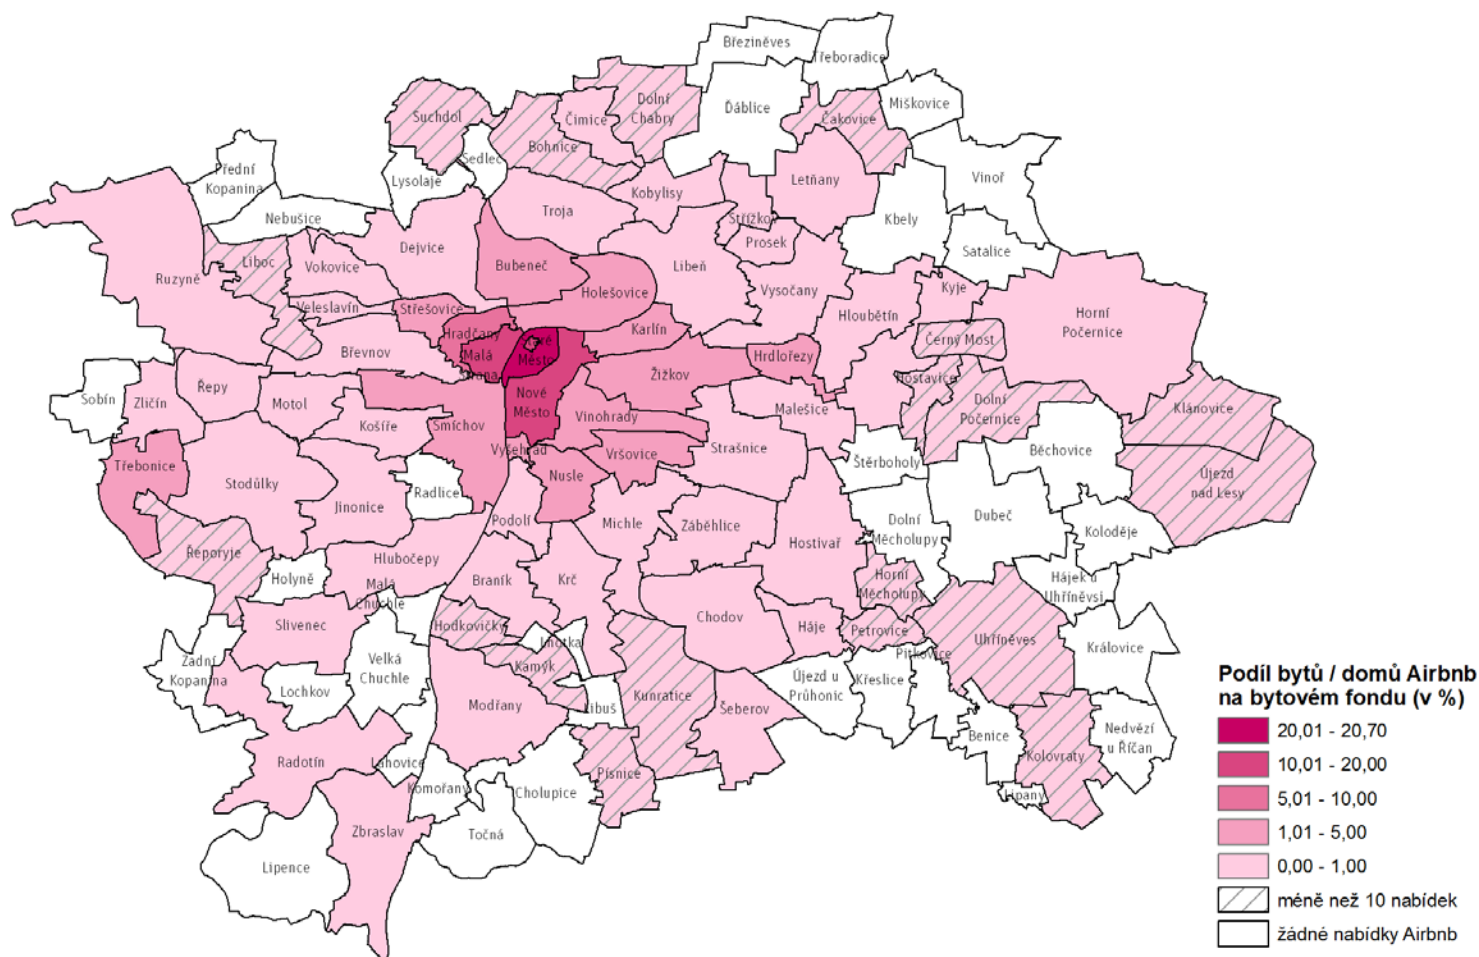 Březiněves
Třeboradice
Suchdol
Dolní
Chabry
Ďáblice
Čakovice
Miškovice
Čimice
Bohnice
Sedlec
Přední
Kopanina
Lysolaje
Vinoř
Letňany
Kobylisy
Nebušice
Troja
Střížkov
Kbely
Dejvice
Prosek
Satalice
Liboc
Vokovice
Bubeneč
Libeň
Ruzyně
Holešovice
Vysočany
Kyje
Veleslavín
Střešovice
Hloubětín
Horní
Počernice
Karlín
Hradčany
Staré
Město
Černý Most
Břevnov
Malá
Strana
Hrdlořezy
Žižkov
Hostavice
Řepy
Nové
Město
Sobín
Zličín
Motol
Vinohrady
Malešice
Dolní
Počernice
Klánovice
Košíře
Smíchov
Vyšehrad
Vršovice
Strašnice
Běchovice
Třebonice
Štěrboholy
Újezd
nad Lesy
Stodůlky
Radlice
Nusle
Jinonice
Podolí
Michle
Záběhlice
Dolní
Měcholupy
Dubeč
Koloděje
Hostivař
Řeporyje
Hlubočepy
Holyně
Malá
Chuchle
Braník
Krč
Horní
Měcholupy
Hájek u
Uhříněvsi
Slivenec
Hodkovičky
Chodov
Háje
Petrovice
Uhříněves
Královice
Lhotka
Zadní
Kopanina
Velká
Chuchle
Kamýk
Pitkovice
Lochkov
Modřany
Libuš
Kunratice
Šeberov
Újezd u
Průhonic
Křeslice
Benice
Nedvězí
u Říčan
Radotín
Lahovice
Písnice
Kolovraty
Komořany
Cholupice
Lipany
Zbraslav
Točná
Lipence
Podíl bytů / domů Airbnb
na bytovém fondu (v %)
20,01 - 20,70
10,01 - 20,00
5,01 - 10,00
1,01 - 5,00
0,00 - 1,00
méně než 10 nabídek
žádné nabídky Airbnb